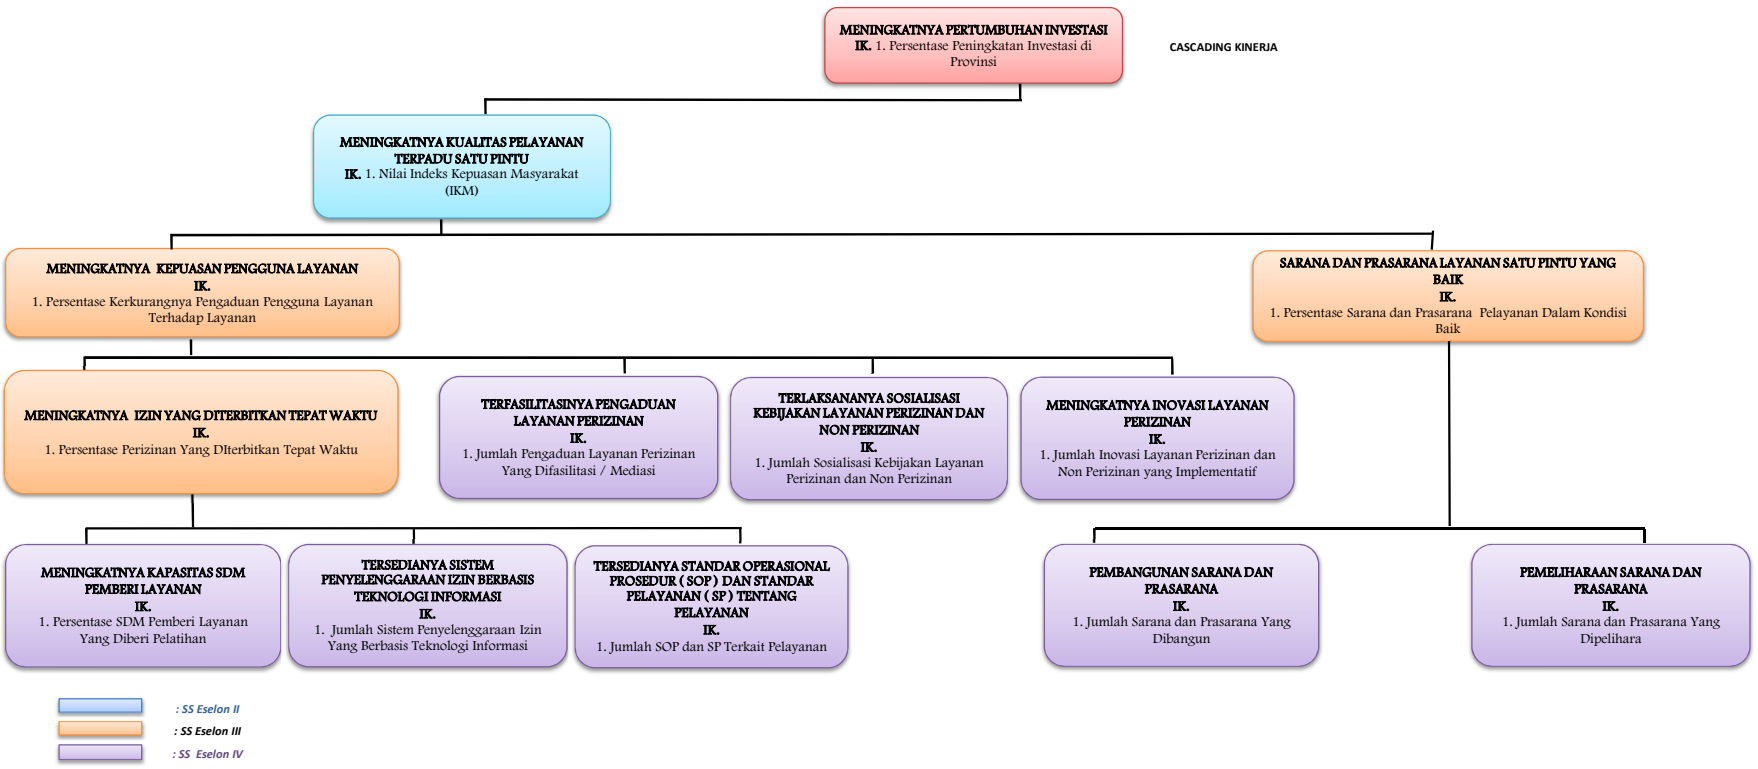 MENINGKATNYA PERTUMBUHAN INVESTASI
IK. 1. Persentase Peningkatan Investasi di
Provinsi
CASCADING KINERJA
MENINGKATNYA KUALITAS PELAYANAN
TERPADU SATU PINTU
IK. 1. Nilai Indeks Kepuasan Masyarakat
(IKM)
MENINGKATNYA KEPUASAN PENGGUNA LAYANAN
IK.
1. Persentase Kerkurangnya Pengaduan Pengguna Layanan
Terhadap Layanan
SARANA DAN PRASARANA LAYANAN SATU PINTU YANG
BAIK
IK.
1. Persentase Sarana dan Prasarana Pelayanan Dalam Kondisi
Baik
MENINGKATNYA IZIN YANG DITERBITKAN TEPAT WAKTU
IK.
1. Persentase Perizinan Yang DIterbitkan Tepat Waktu
TERFASILITASINYA PENGADUAN
LAYANAN PERIZINAN
IK.
1. Jumlah Pengaduan Layanan Perizinan
Yang Difasilitasi / Mediasi
TERLAKSANANYA SOSIALISASI
KEBIJAKAN LAYANAN PERIZINAN DAN
NON PERIZINAN
IK.
1. Jumlah Sosialisasi Kebijakan Layanan
Perizinan dan Non Perizinan
MENINGKATNYA INOVASI LAYANAN
PERIZINAN
IK.
1. Jumlah Inovasi Layanan Perizinan dan
Non Perizinan yang Implementatif
MENINGKATNYA KAPASITAS SDM
PEMBERI LAYANAN
IK.
1. Persentase SDM Pemberi Layanan
Yang Diberi Pelatihan
TERSEDIANYA SISTEM
PENYELENGGARAAN IZIN BERBASIS
TEKNOLOGI INFORMASI
IK.
1. Jumlah Sistem Penyelenggaraan Izin
Yang Berbasis Teknologi Informasi
TERSEDIANYA STANDAR OPERASIONAL
PROSEDUR ( SOP ) DAN STANDAR
PELAYANAN ( SP ) TENTANG
PELAYANAN
IK.
1. Jumlah SOP dan SP Terkait Pelayanan
PEMBANGUNAN SARANA DAN
PRASARANA
IK.
1. Jumlah Sarana dan Prasarana Yang
Dibangun
PEMELIHARAAN SARANA DAN
PRASARANA
IK.
1. Jumlah Sarana dan Prasarana Yang
Dipelihara
: SS Eselon II
: SS Eselon III
: SS Eselon IV